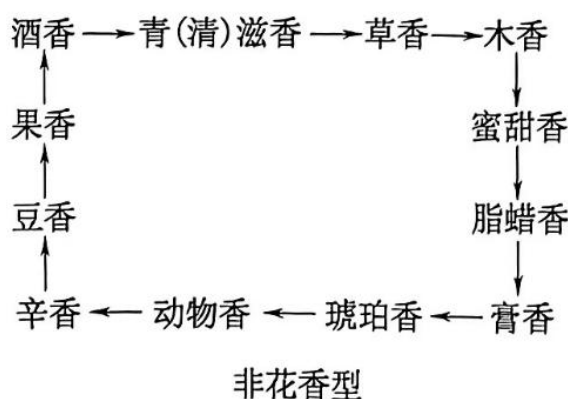 酒香 → 青(清)滋香 → 草香 → 木香
果香 蜜甜香
豆香 脂蜡香
辛香 ← 动物香 ← 琥珀香 ← 膏香
非花香型